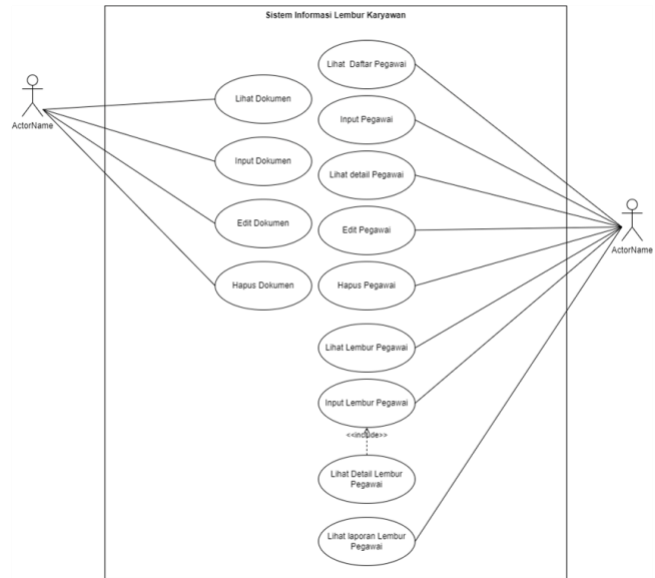 Sistem Informasi Lembur Karyawan
ActorName
Lihat Dokumen
Input Dokumen
Edit Dokumen
Hapus Dokumen
Lihat Daftar Pegawai
Input Pegawai
Lihat detail Pegawai
Edit Pegawai
Hapus Pegawai
Lihat Lembur Pegawai
Input Lembur Pegawai
<<include>>
Lihat Detail Lembur
Pegawai
Lihat laporan Lembur
Pegawai
ActorName